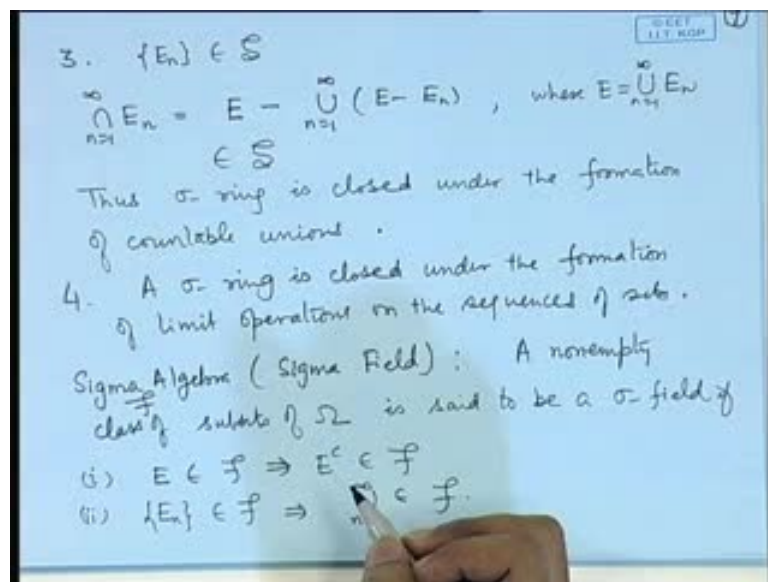 © CET
I.I.T. KGP
9
3. {En} ∈ S
∞ ∩ n=1 En = E - ∞ ∪ n=1 (E - En), where E = ∞ ∪ n=1 En
∈ S
Thus σ- ring is closed under the formation
of countable unions.
4. A σ- ring is closed under the formation
of limit operations on the sequences of sets.
Sigma Algebra (Sigma Field): A nonempty
class F of subsets of Ω is said to be a σ- field if
(i) E ∈ F ⇒ Eᶜ ∈ F
(ii) {En} ∈ F ⇒ ∈ F.